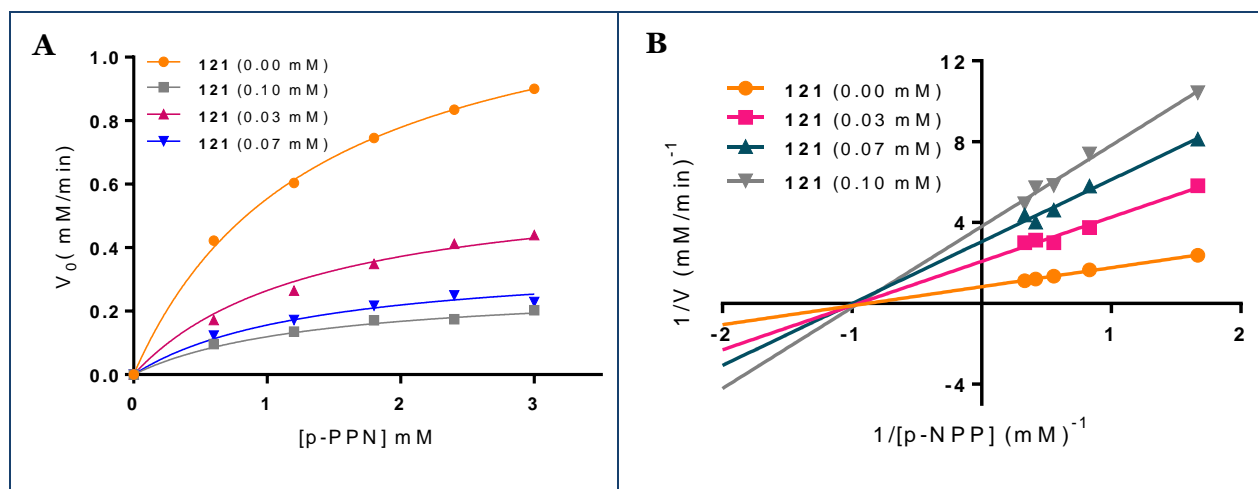 A
1.0
0.8
0.6
0.4
0.2
0.0
V0( mM/min)
121 (0.00 mM)
121 (0.10 mM)
121 (0.03 mM)
121 (0.07 mM)
0
1
2
3
[p-PPN] mM
B
12
8
4
-4
1/V (mM/min)-1
121 (0.00 mM)
121 (0.03 mM)
121 (0.07 mM)
121 (0.10 mM)
-2
-1
1
2
1/[p-NPP] (mM)-1